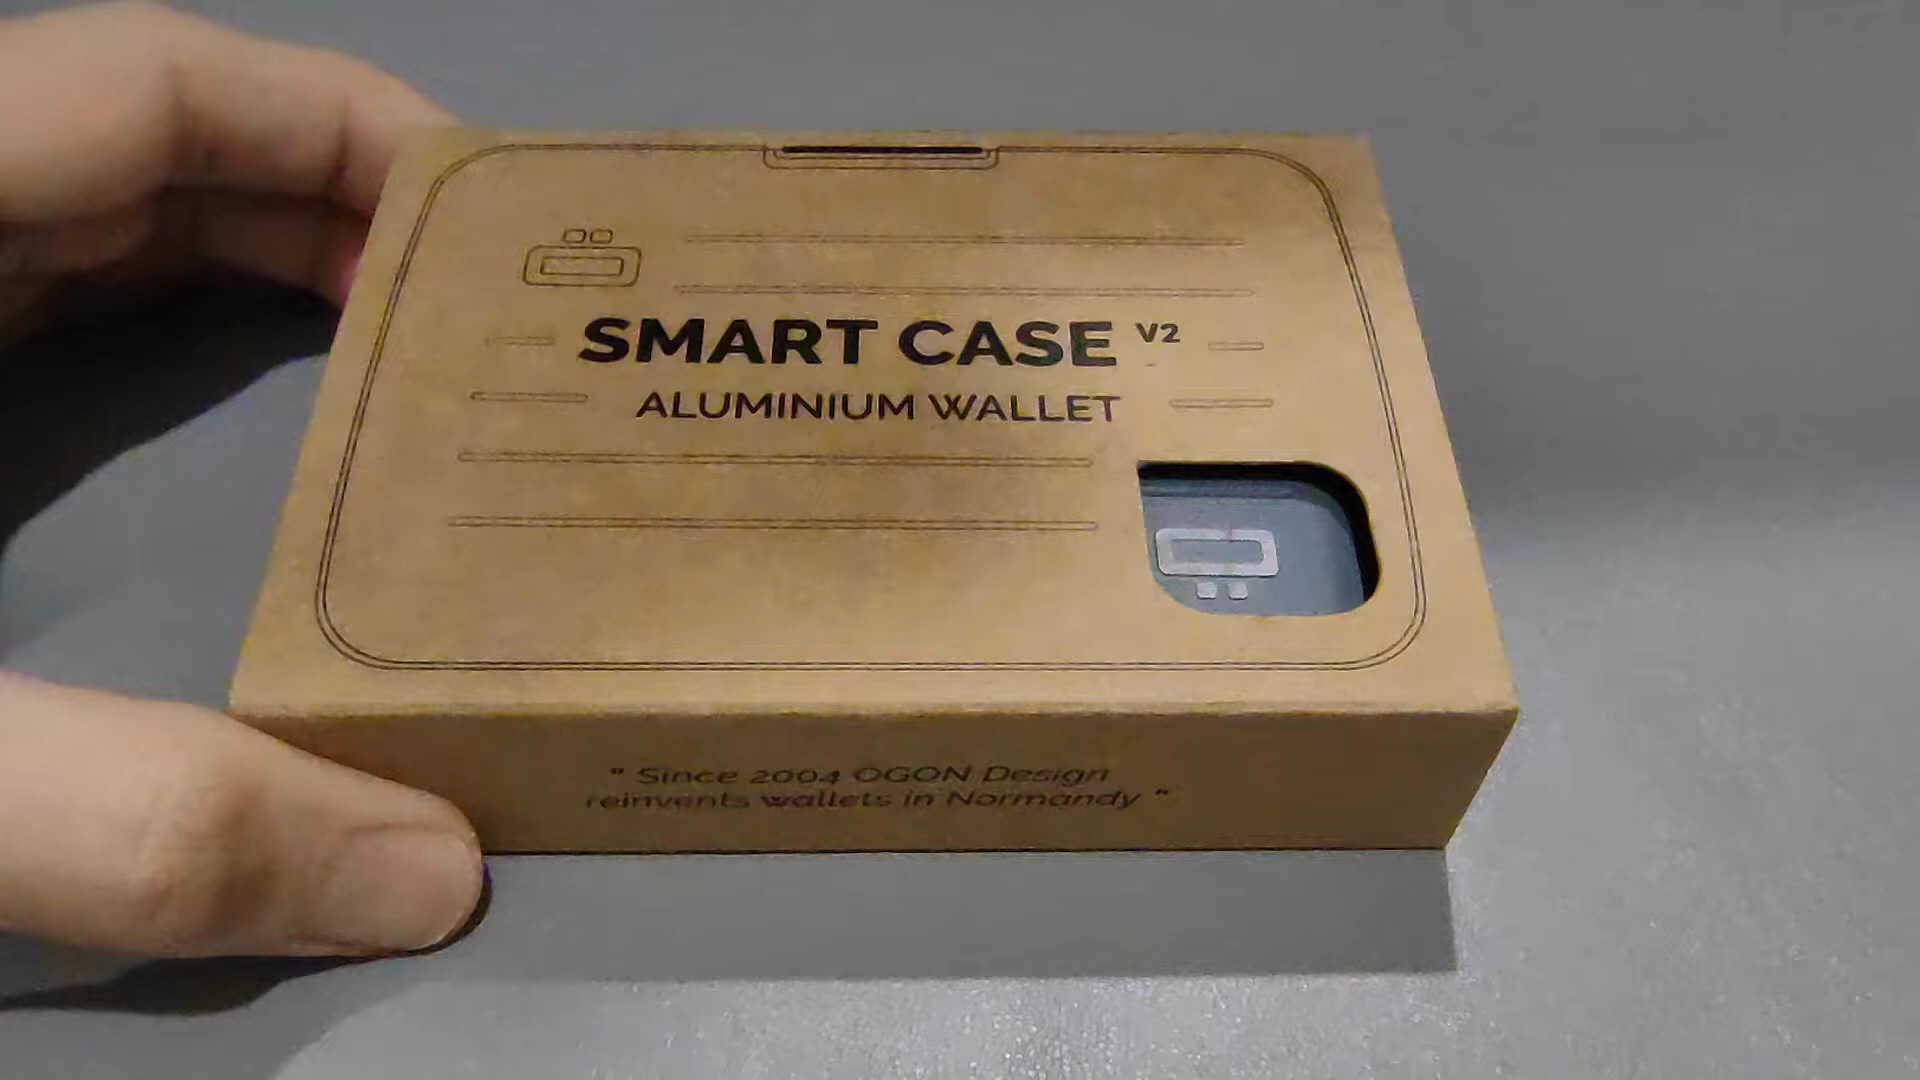 SMART CASE V2
ALUMINIUM WALLET
" Since 2004 OGON Design
reinvents wallets in Normandy "